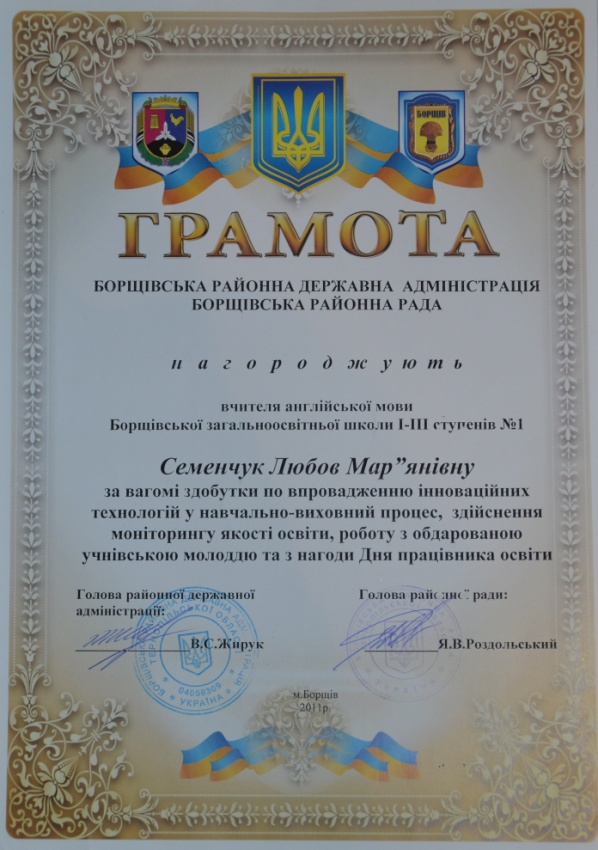 БОРЩІВ
ГРАМОТА
БОРЩІВСЬКА РАЙОННА ДЕРЖАВНА АДМІНІСТРАЦІЯ
БОРЩІВСЬКА РАЙОННА РАДА
н а г о р о д ж у ю т ь
вчителя англійської мови
Борщівської загальноосвітньої школи І-ІІІ ступенів №1
Семенчук Любов Мар”янівну
за вагомі здобутки по впровадженню інноваційних
технологій у навчально-виховний процес, здійснення
моніторингу якості освіти, роботу з обдарованою
учнівською молоддю та з нагоди Дня працівника освіти
Голова районної державної
адміністрації:
В.С.Жирук
Голова районної ради:
Я.В.Роздольський
04058309
УКРАЇНА
м.Борщів
2011р.